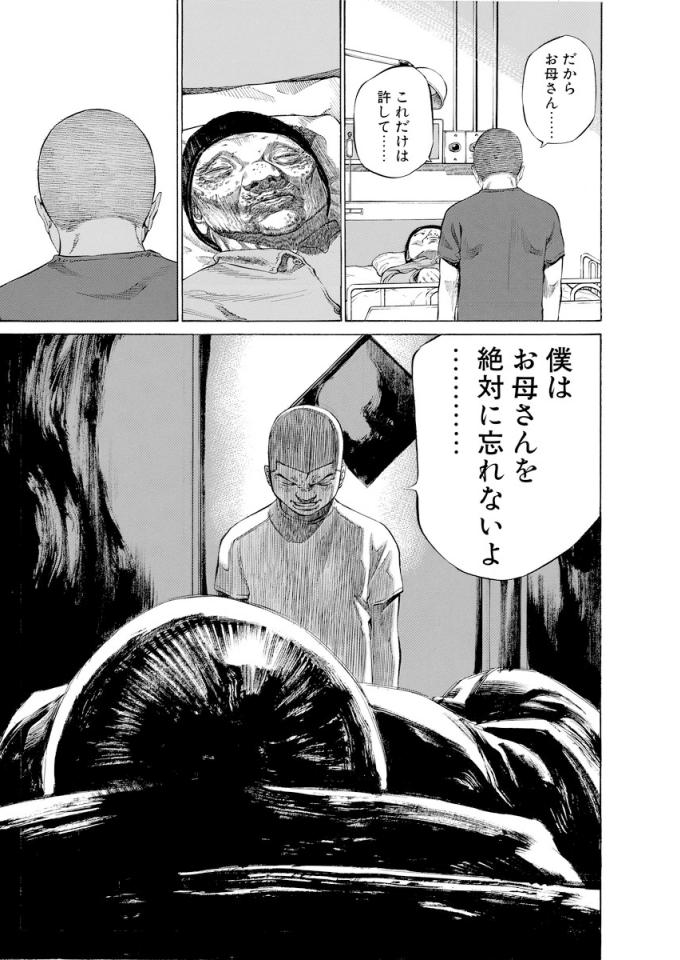 だから
お母さん……
これだけは
許して……
僕は
お母さんを
絶対に忘れないよ
…………